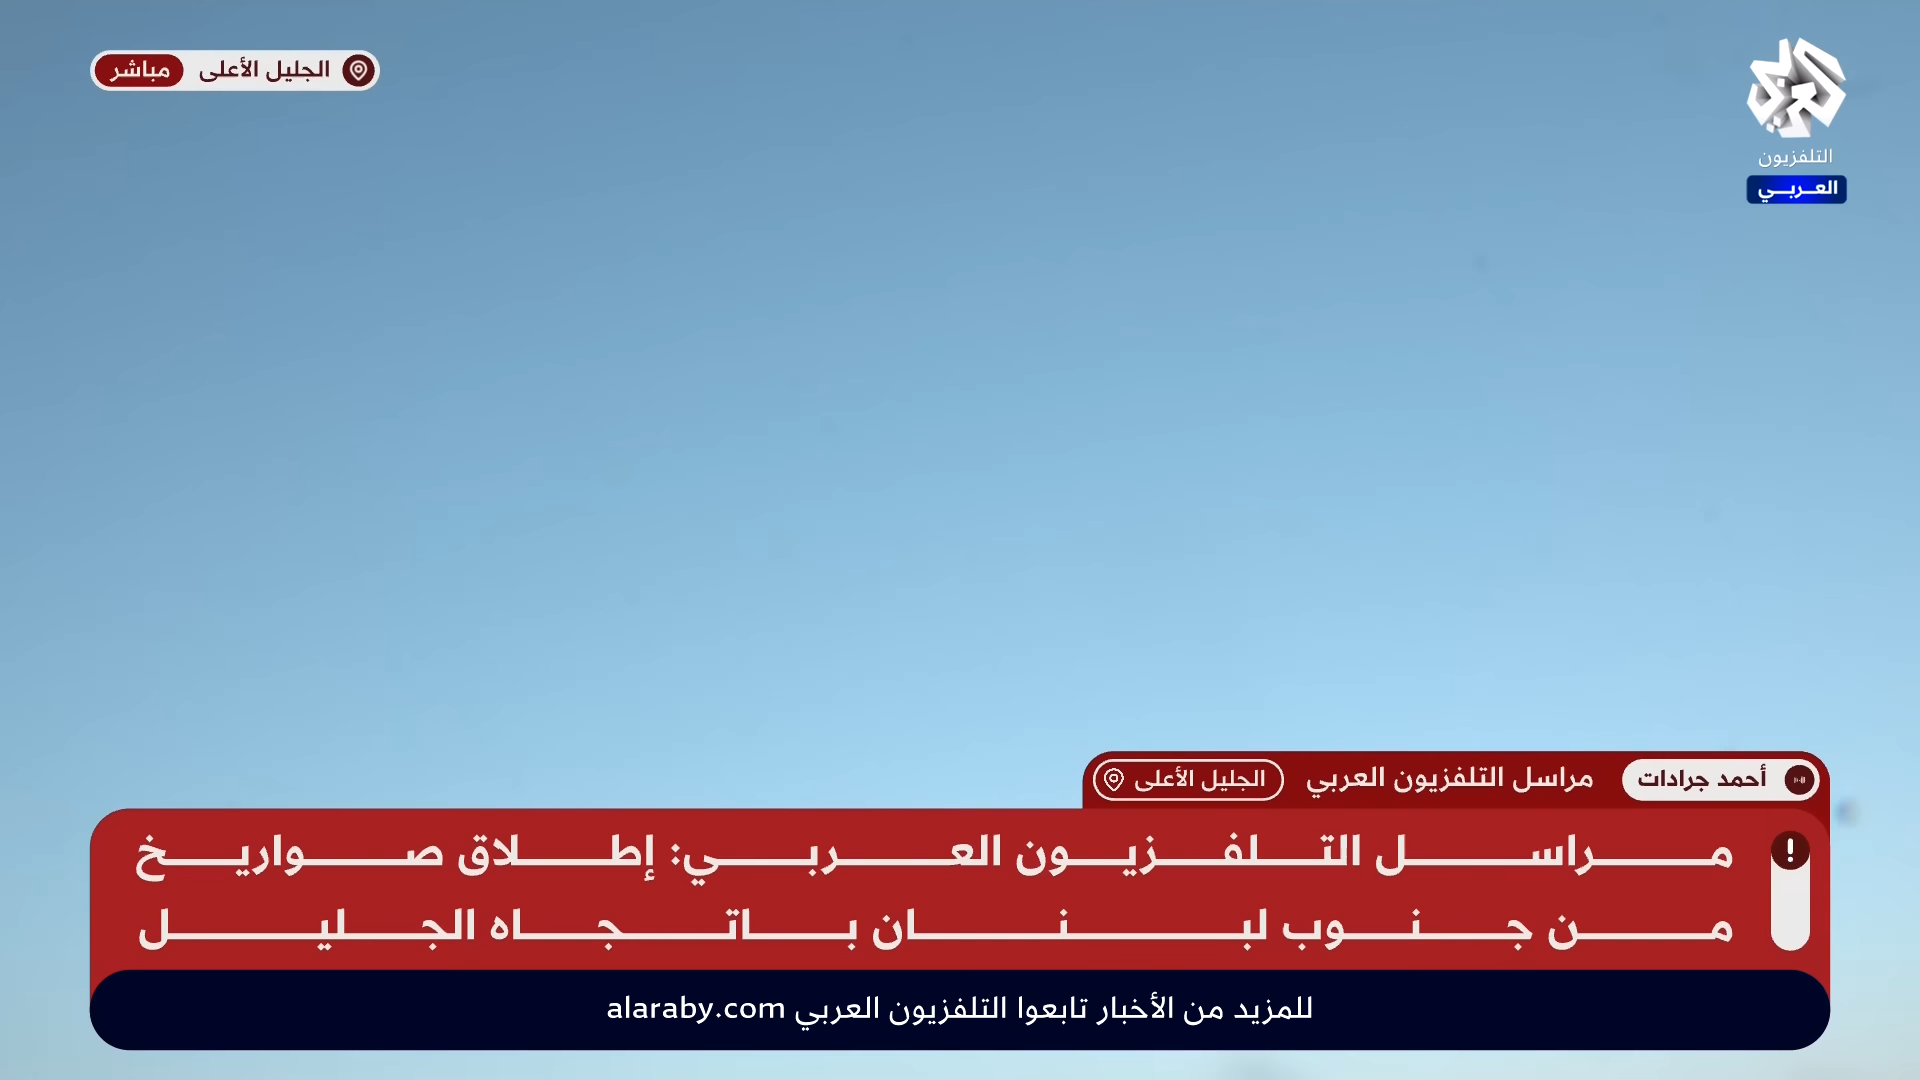 الجليل الأعلى مباشر
العربي
التلفزيون
العربي
أحمد جرادات مراسل التلفزيون العربي الجليل الأعلى
مراسل التلفزيون العربي: إطلاق صواريخ
من جنوب لبنان باتجاه الجليل
للمزيد من الأخبار تابعوا التلفزيون العربي alaraby.com